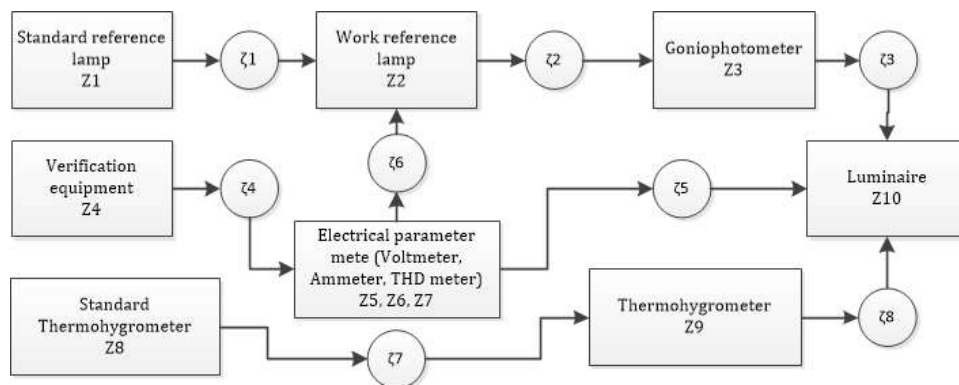 Standard reference
lamp
Z1
ζ1
Work reference
lamp
Z2
ζ2
Goniophotometer
Z3
ζ3
Verification
equipment
Z4
ζ4
ζ6
ζ5
Luminaire
Z10
Electrical parameter
mete (Voltmeter,
Ammeter, THD meter)
Z5, Z6, Z7
Standard
Thermohygrometer
Z8
ζ7
Thermohygrometer
Z9
ζ8